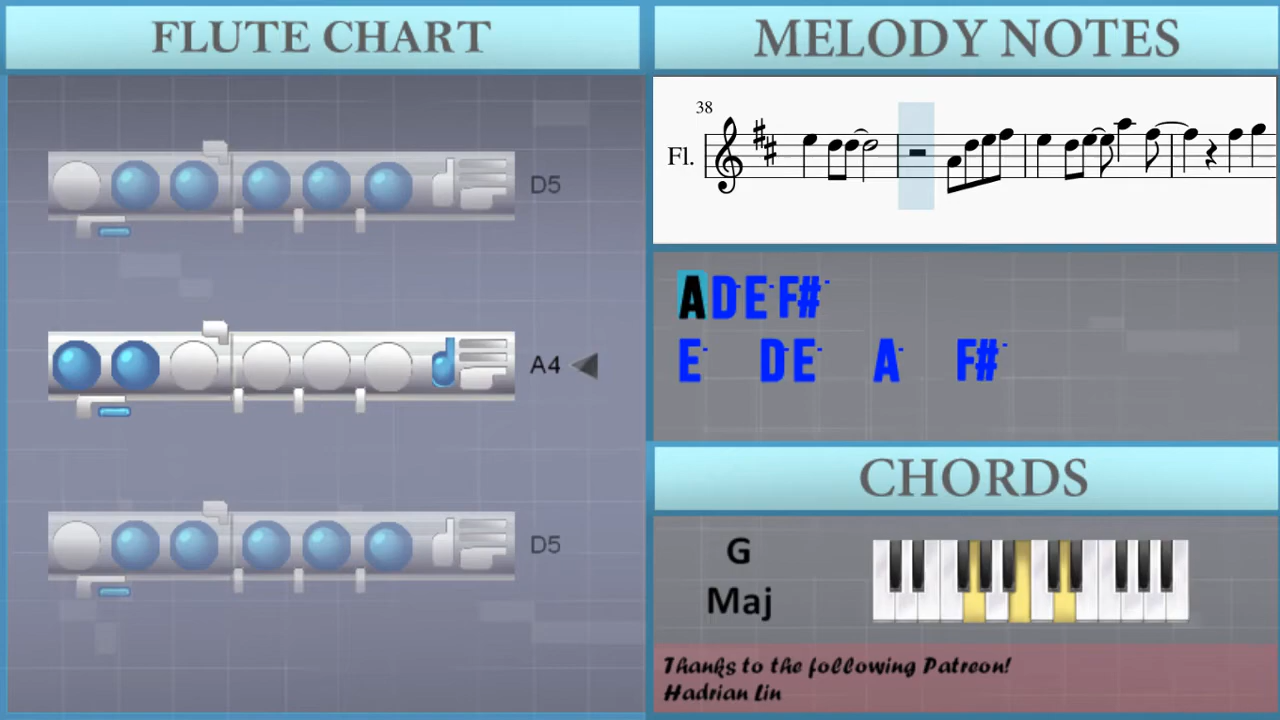 FLUTE CHART
D5
A4
D5
MELODY NOTES
38
Fl.
A D- E- F#-
E- D E- A- F#-
CHORDS
G
Maj
Thanks to the following Patreon!
Hadrian Lin